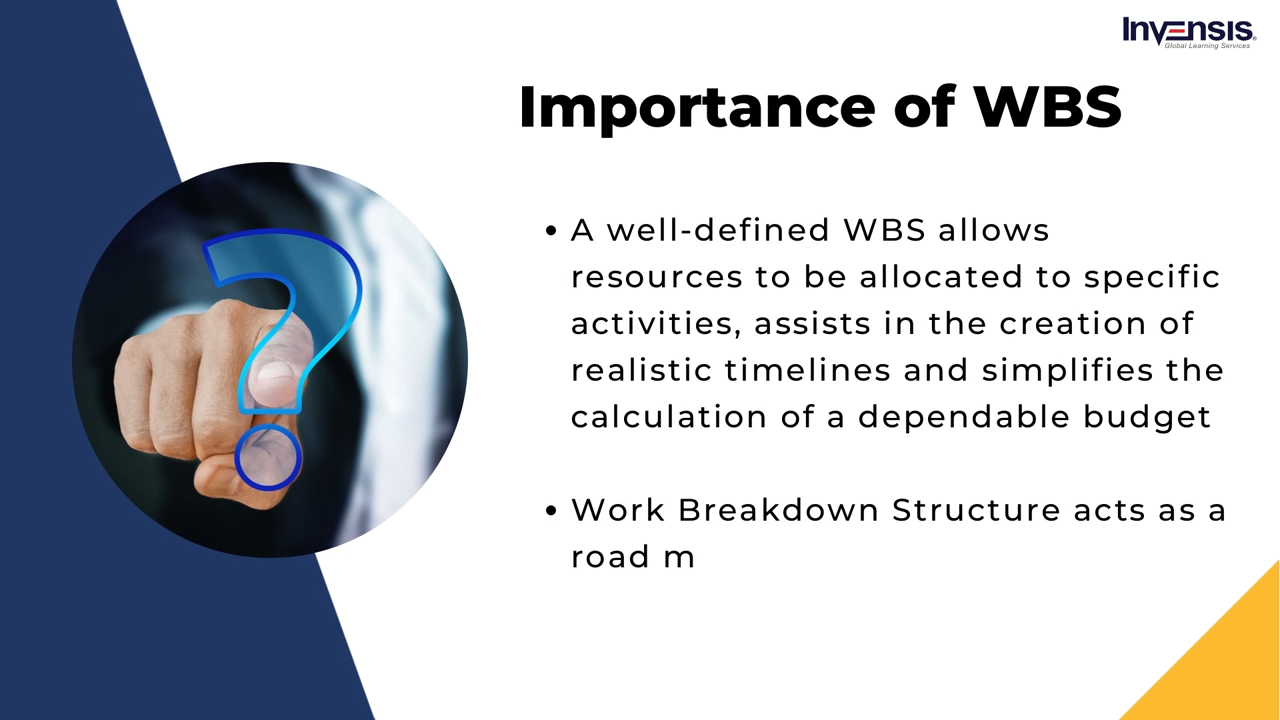 Invensis
Global Learning Services
Importance of WBS
• A well-defined WBS allows
resources to be allocated to specific
activities, assists in the creation of
realistic timelines and simplifies the
calculation of a dependable budget
• Work Breakdown Structure acts as a
road m